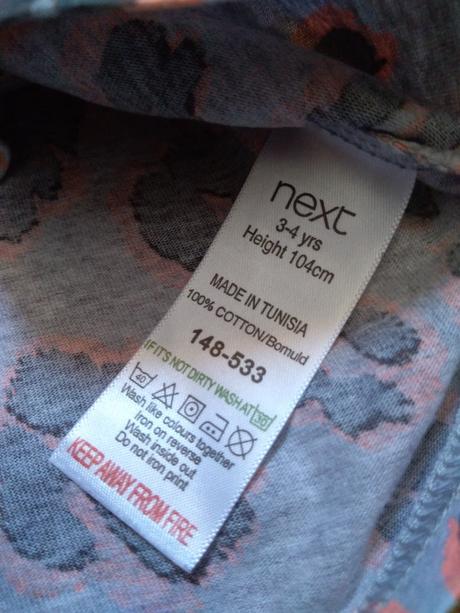 next
3-4 yrs
Height 104cm
MADE IN TUNISIA
100% COTTON/Bomuld
148-533
IF IT'S NOT DIRTY WASH AT 30
40
Wash like colours together
Iron on reverse
Wash inside out
Do not iron print
KEEP AWAY FROM FIRE